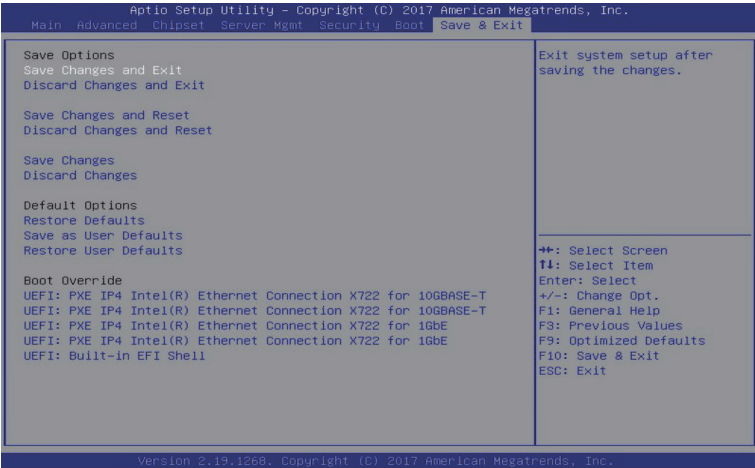 Aptio Setup Utility – Copyright (C) 2017 American Megatrends, Inc.
Main Advanced Chipset Server Mgmt Security Boot Save & Exit
Save Options
Save Changes and Exit
Discard Changes and Exit
Save Changes and Reset
Discard Changes and Reset
Save Changes
Discard Changes
Default Options
Restore Defaults
Save as User Defaults
Restore User Defaults
Boot Override
UEFI: PXE IP4 Intel(R) Ethernet Connection X722 for 10GBASE-T
UEFI: PXE IP4 Intel(R) Ethernet Connection X722 for 10GBASE-T
UEFI: PXE IP4 Intel(R) Ethernet Connection X722 for 1GbE
UEFI: PXE IP4 Intel(R) Ethernet Connection X722 for 1GbE
UEFI: Built-in EFI Shell
Exit system setup after
saving the changes.
→←: Select Screen
↑↓: Select Item
Enter: Select
+/-: Change Opt.
F1: General Help
F3: Previous Values
F9: Optimized Defaults
F10: Save & Exit
ESC: Exit
Version 2.19.1268. Copyright (C) 2017 American Megatrends, Inc.